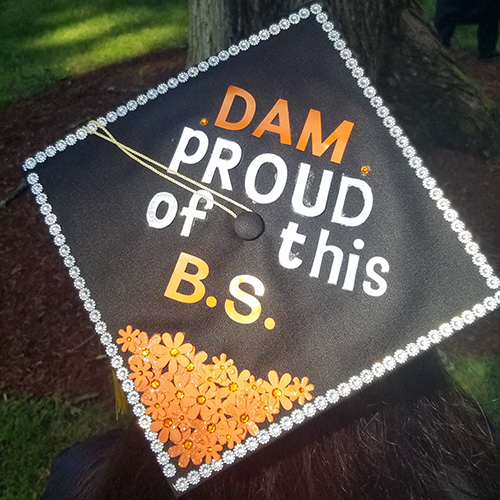 DAM
PROUD
of this
B.S.